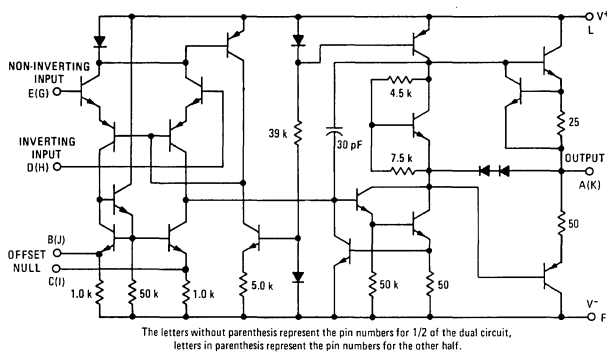 V+
L
NON-INVERTING
INPUT
E(G)
4.5 k
25
INVERTING
INPUT
D(H)
39 k
30 pF
7.5 k
OUTPUT
A(K)
B(J)
OFFSET
NULL
C(I)
50
1.0 k
50 k
1.0 k
5.0 k
50 k
50
V-
F
The letters without parenthesis represent the pin numbers for 1/2 of the dual circuit,
letters in parenthesis represent the pin numbers for the other half.